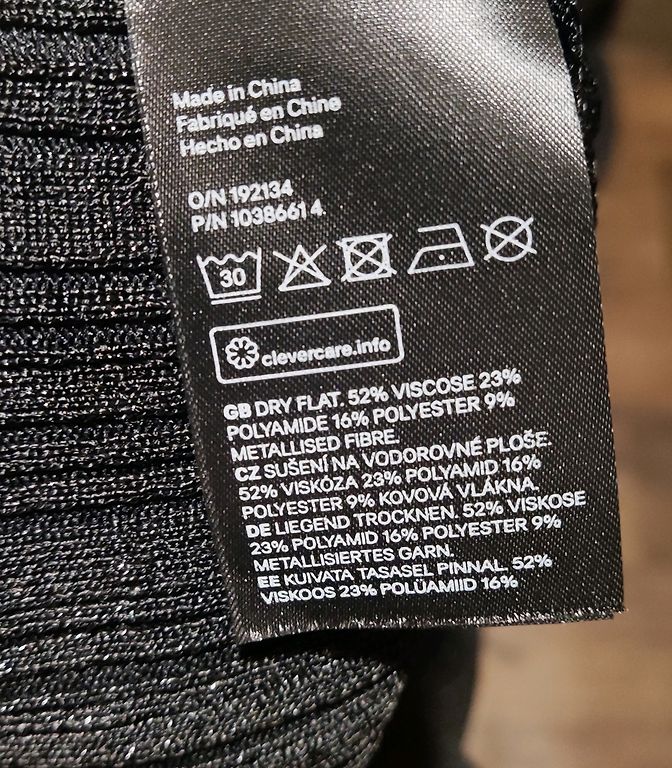 Made in China
Fabriqué en Chine
Hecho en China
O/N 192134
P/N 10386614
30
clevercare.info
GB DRY FLAT. 52% VISCOSE 23%
POLYAMIDE 16% POLYESTER 9%
METALLISED FIBRE.
CZ SUŠENÍ NA VODOROVNÉ PLOŠE.
52% VISKÓZA 23% POLYAMID 16%
POLYESTER 9% KOVOVÁ VLÁKNA.
DE LIEGEND TROCKNEN. 52% VISKOSE
23% POLYAMID 16% POLYESTER 9%
METALLISIERTES GARN.
EE KUIVATA TASASEL PINNAL. 52%
VISKOOS 23% POLÜAMIID 16%